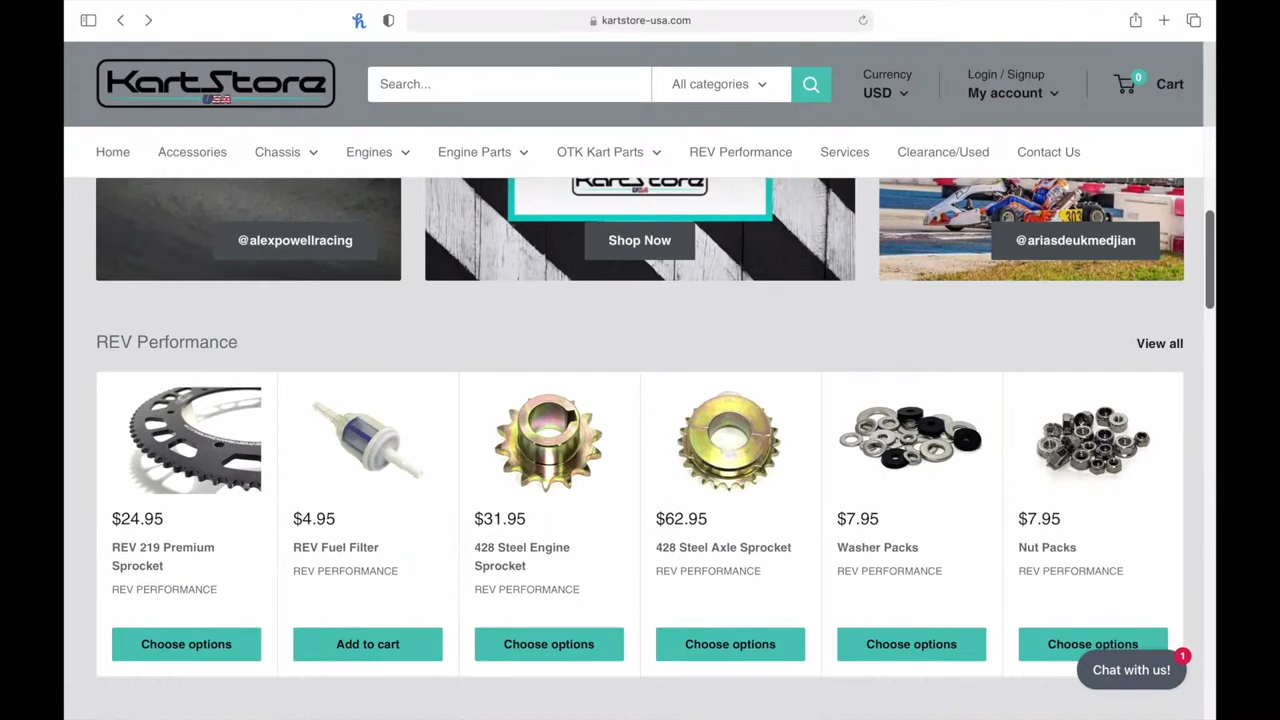 kartstore-usa.com
KartStore
USA
Search...
All categories
Currency
USD
Login / Signup
My account
0
Cart
Home
Accessories
Chassis
Engines
Engine Parts
OTK Kart Parts
REV Performance
Services
Clearance/Used
Contact Us
@alexpowellracing
KartStore
USA
Shop Now
303
@ariasdeukmedjian
REV Performance
View all
$24.95
REV 219 Premium
Sprocket
REV PERFORMANCE
Choose options
$4.95
REV Fuel Filter
REV PERFORMANCE
Add to cart
$31.95
428 Steel Engine
Sprocket
REV PERFORMANCE
Choose options
$62.95
428 Steel Axle Sprocket
REV PERFORMANCE
Choose options
$7.95
Washer Packs
REV PERFORMANCE
Choose options
$7.95
Nut Packs
REV PERFORMANCE
Choose options
1
Chat with us!